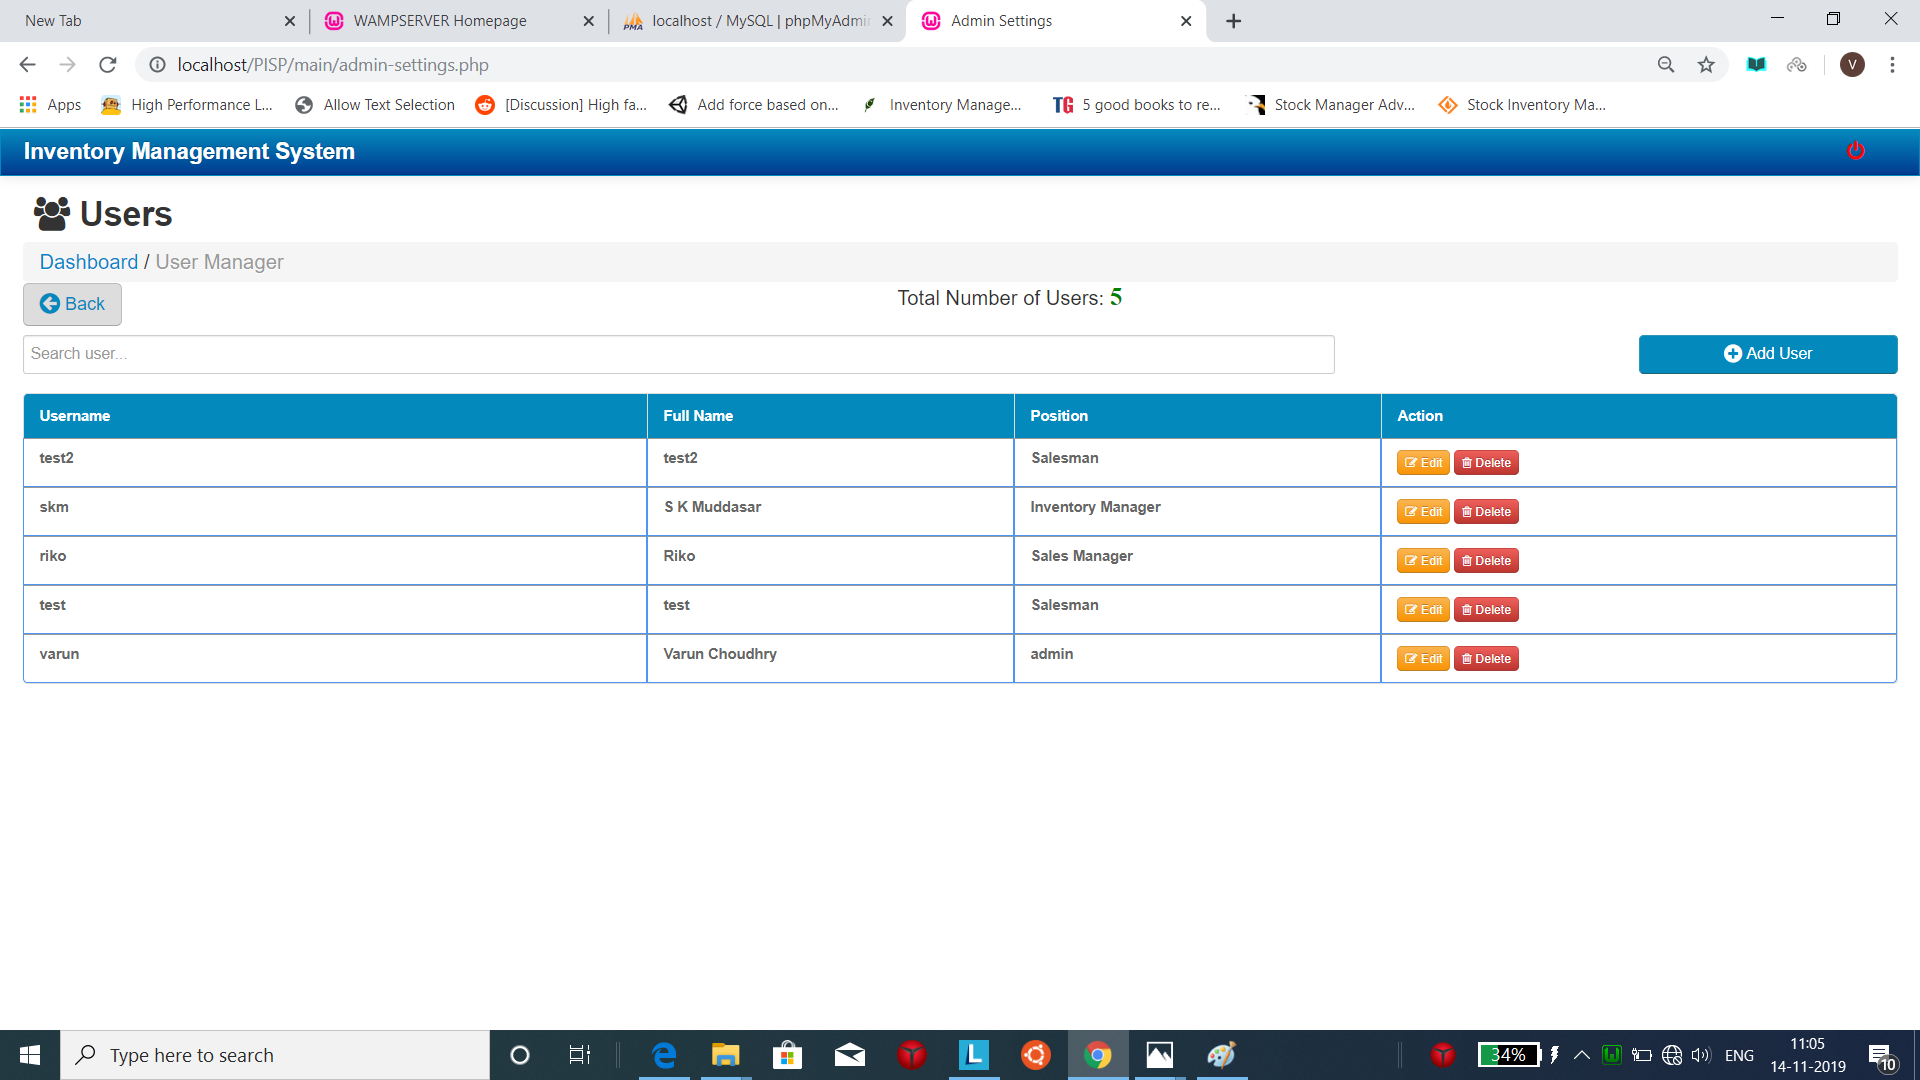 New Tab
WAMPSERVER Homepage
localhost / MySQL | phpMyAdmin
Admin Settings
localhost/PISP/main/admin-settings.php
V
Apps
High Performance L...
Allow Text Selection
[Discussion] High fa...
Add force based on...
Inventory Manage...
TG 5 good books to re...
Stock Manager Adv...
Stock Inventory Ma...
Inventory Management System
Users
Dashboard / User Manager
Back
Total Number of Users: 5
Search user...
Add User
Username Full Name Position Action
test2 test2 Salesman Edit Delete
skm S K Muddasar Inventory Manager Edit Delete
riko Riko Sales Manager Edit Delete
test test Salesman Edit Delete
varun Varun Choudhry admin Edit Delete
Type here to search
34%
ENG
11:05
14-11-2019
10